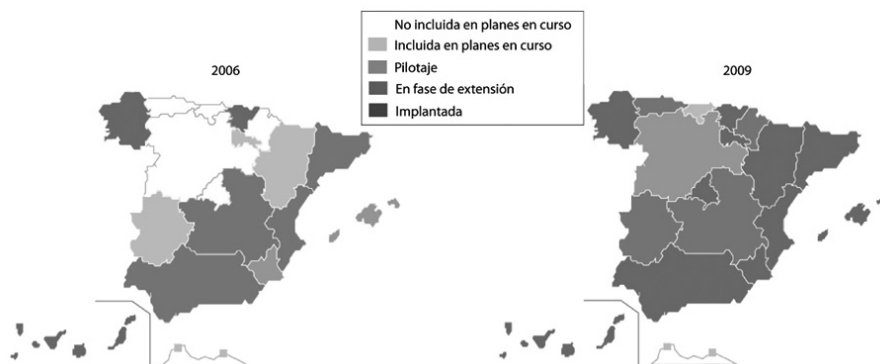 No incluida en planes en curso
Incluida en planes en curso
Pilotaje
En fase de extensión
Implantada
2006
2009